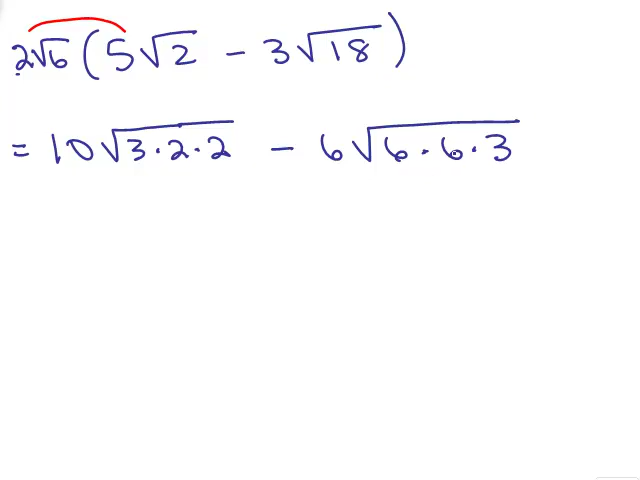 2√6 (5√2 − 3√18)
= 10√3·2·2 − 6√6·6·3